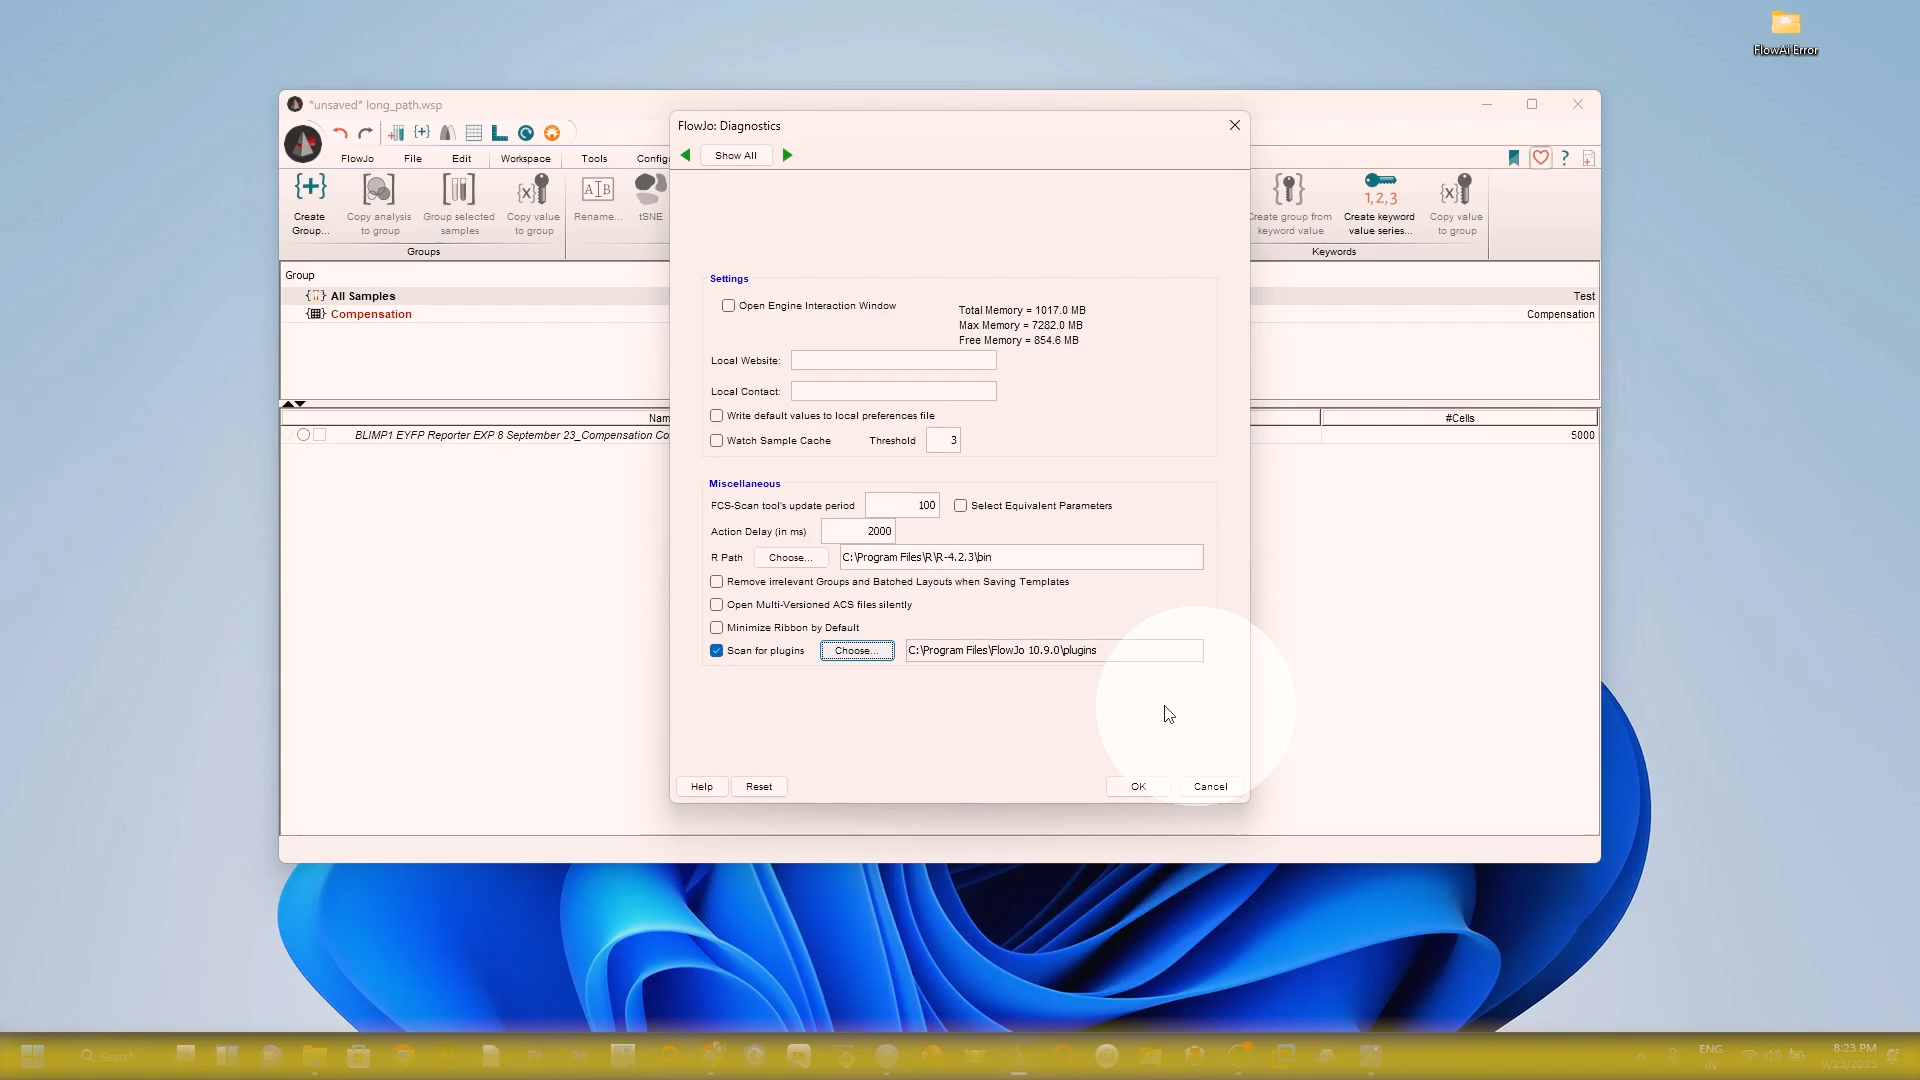 FlowAi Error
*unsaved* long_path.wsp
FlowJo File Edit Workspace Tools Config
Create Group...
Copy analysis to group
Group selected samples
Copy value to group
Groups
A B
Rename...
tSNE
Create group from keyword value
1,2,3
Create keyword value series...
Copy value to group
Keywords
Group
All Samples
Test
Compensation
Compensation
Nam
#Cells
BLIMP1 EYFP Reporter EXP 8 September 23_Compensation Co
5000
FlowJo: Diagnostics
Show All
Settings
Open Engine Interaction Window
Total Memory = 1017.0 MB
Max Memory = 7282.0 MB
Free Memory = 854.6 MB
Local Website:
Local Contact:
Write default values to local preferences file
Watch Sample Cache Threshold 3
Miscellaneous
FCS-Scan tool's update period 100 Select Equivalent Parameters
Action Delay (in ms) 2000
R Path Choose... C:\Program Files\R\R-4.2.3\bin
Remove irrelevant Groups and Batched Layouts when Saving Templates
Open Multi-Versioned ACS files silently
Minimize Ribbon by Default
Scan for plugins Choose... C:\Program Files\FlowJo 10.9.0\plugins
Help Reset OK Cancel
Search
ENG
IN
8:23 PM
9/23/2023